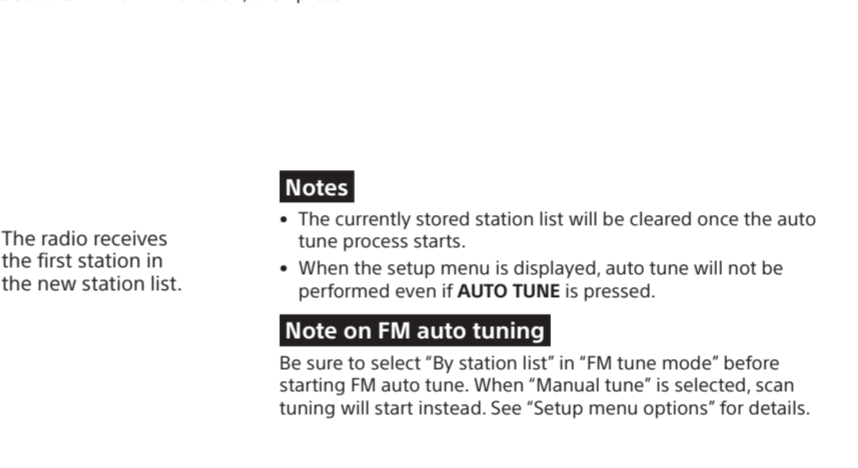 The radio receives
the first station in
the new station list.
Notes
• The currently stored station list will be cleared once the auto
tune process starts.
• When the setup menu is displayed, auto tune will not be
performed even if AUTO TUNE is pressed.
Note on FM auto tuning
Be sure to select “By station list” in “FM tune mode” before
starting FM auto tune. When “Manual tune” is selected, scan
tuning will start instead. See “Setup menu options” for details.